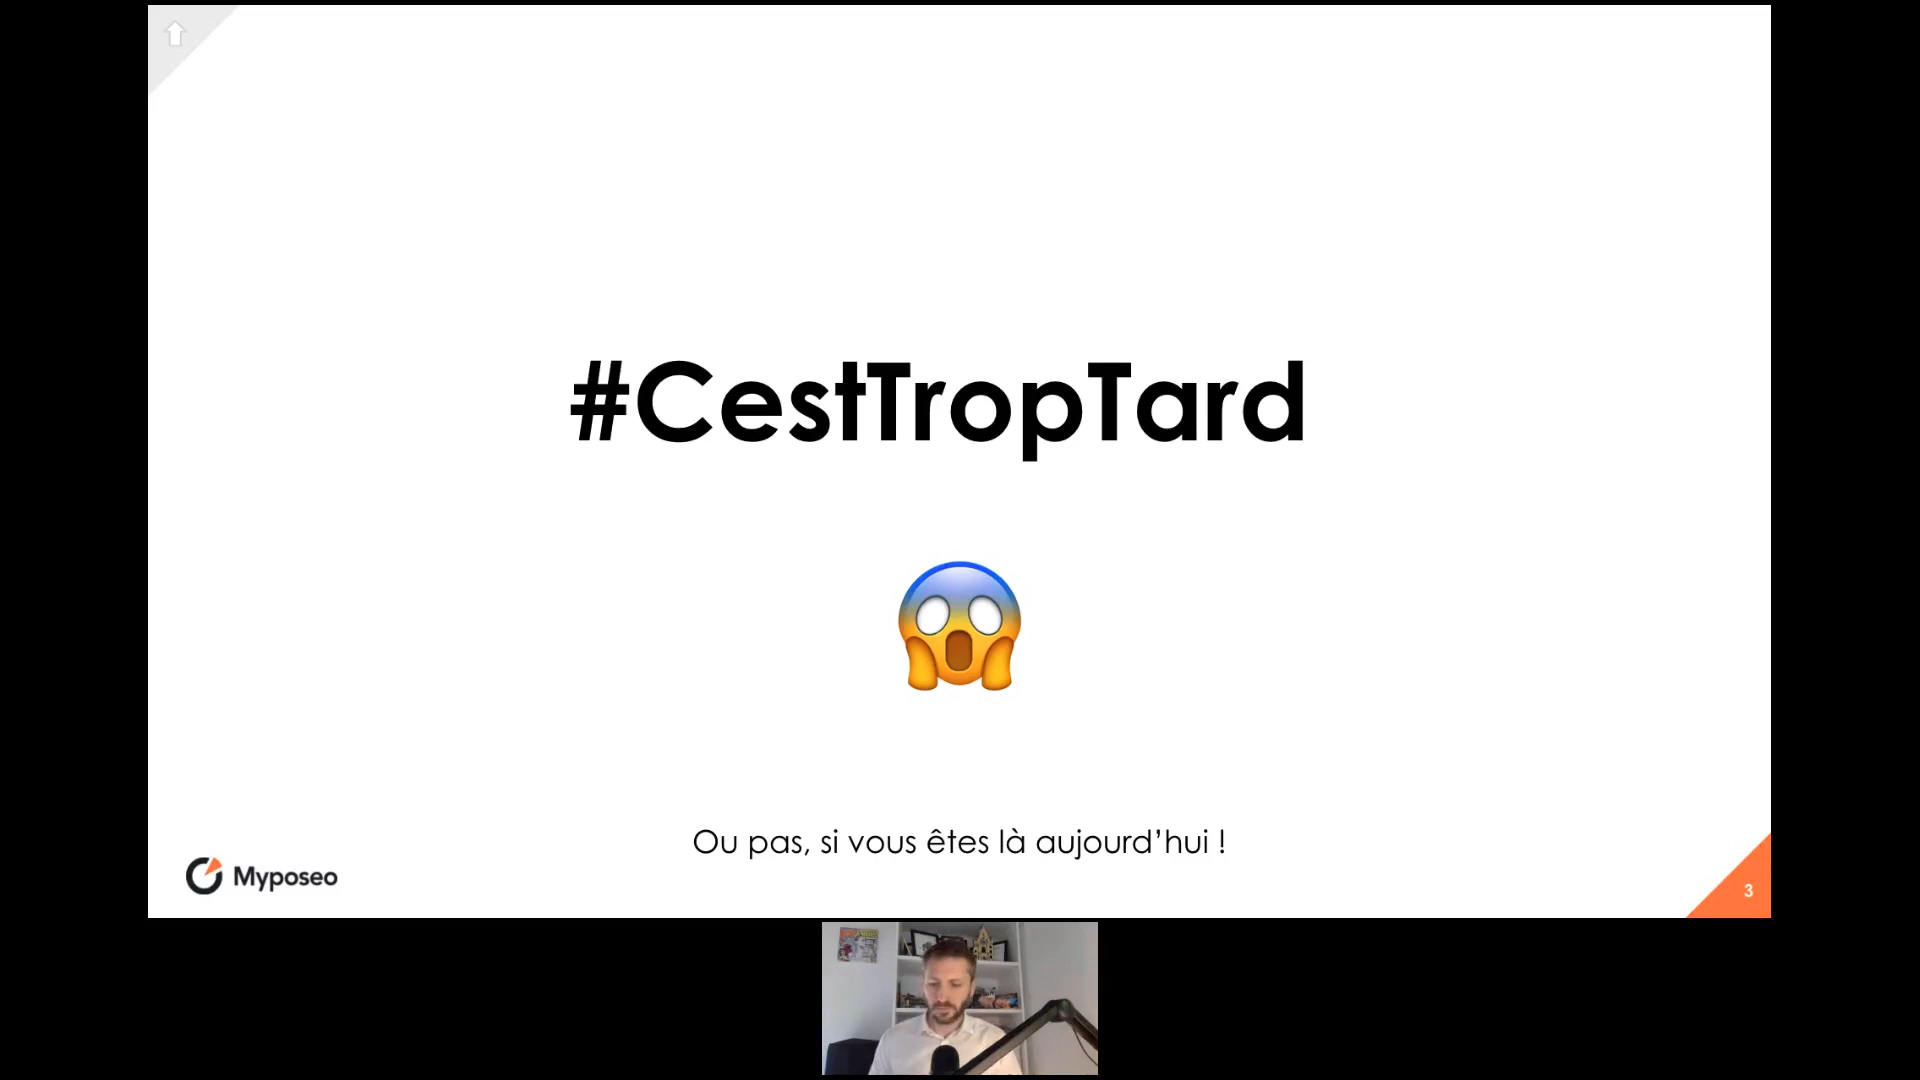 #CestTropTard
Ou pas, si vous êtes là aujourd’hui !
Myposeo
3